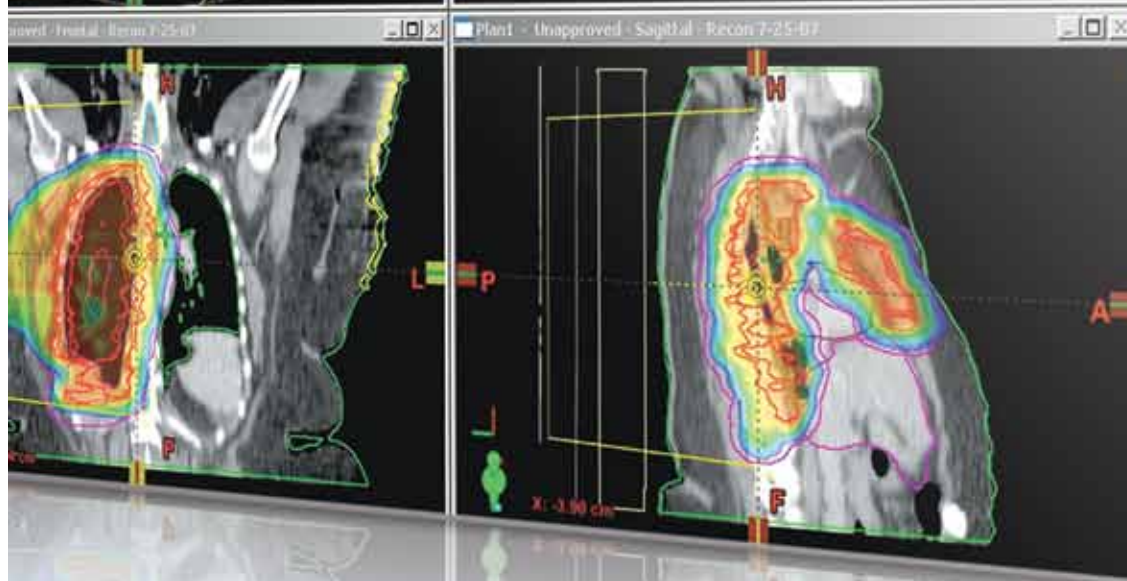 Frontal - Recon 7-25-07
Plan1 - Unapproved - Sagittal - Recon 7-25-07
H
H
L
P
A
F
F
X: -3.90 cm